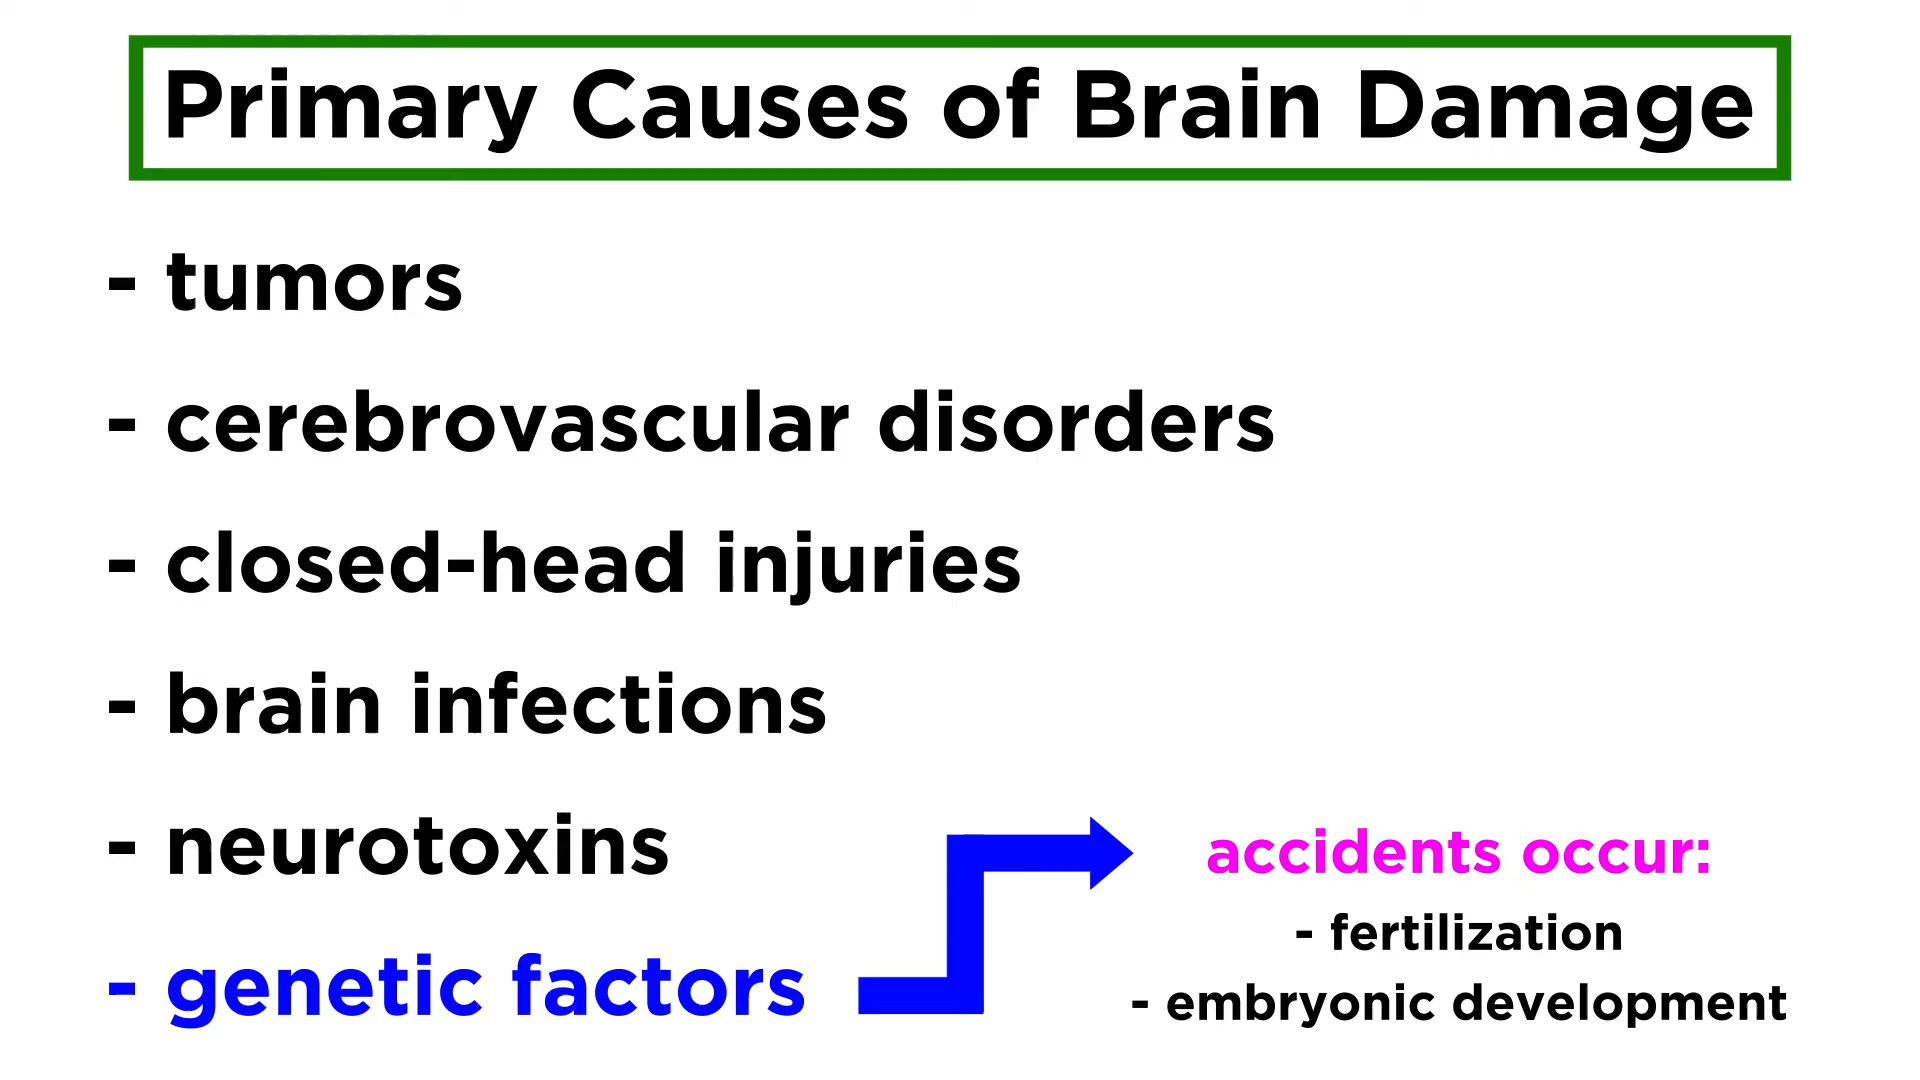 Primary Causes of Brain Damage
- tumors
- cerebrovascular disorders
- closed-head injuries
- brain infections
- neurotoxins
- genetic factors
accidents occur:
- fertilization
- embryonic development